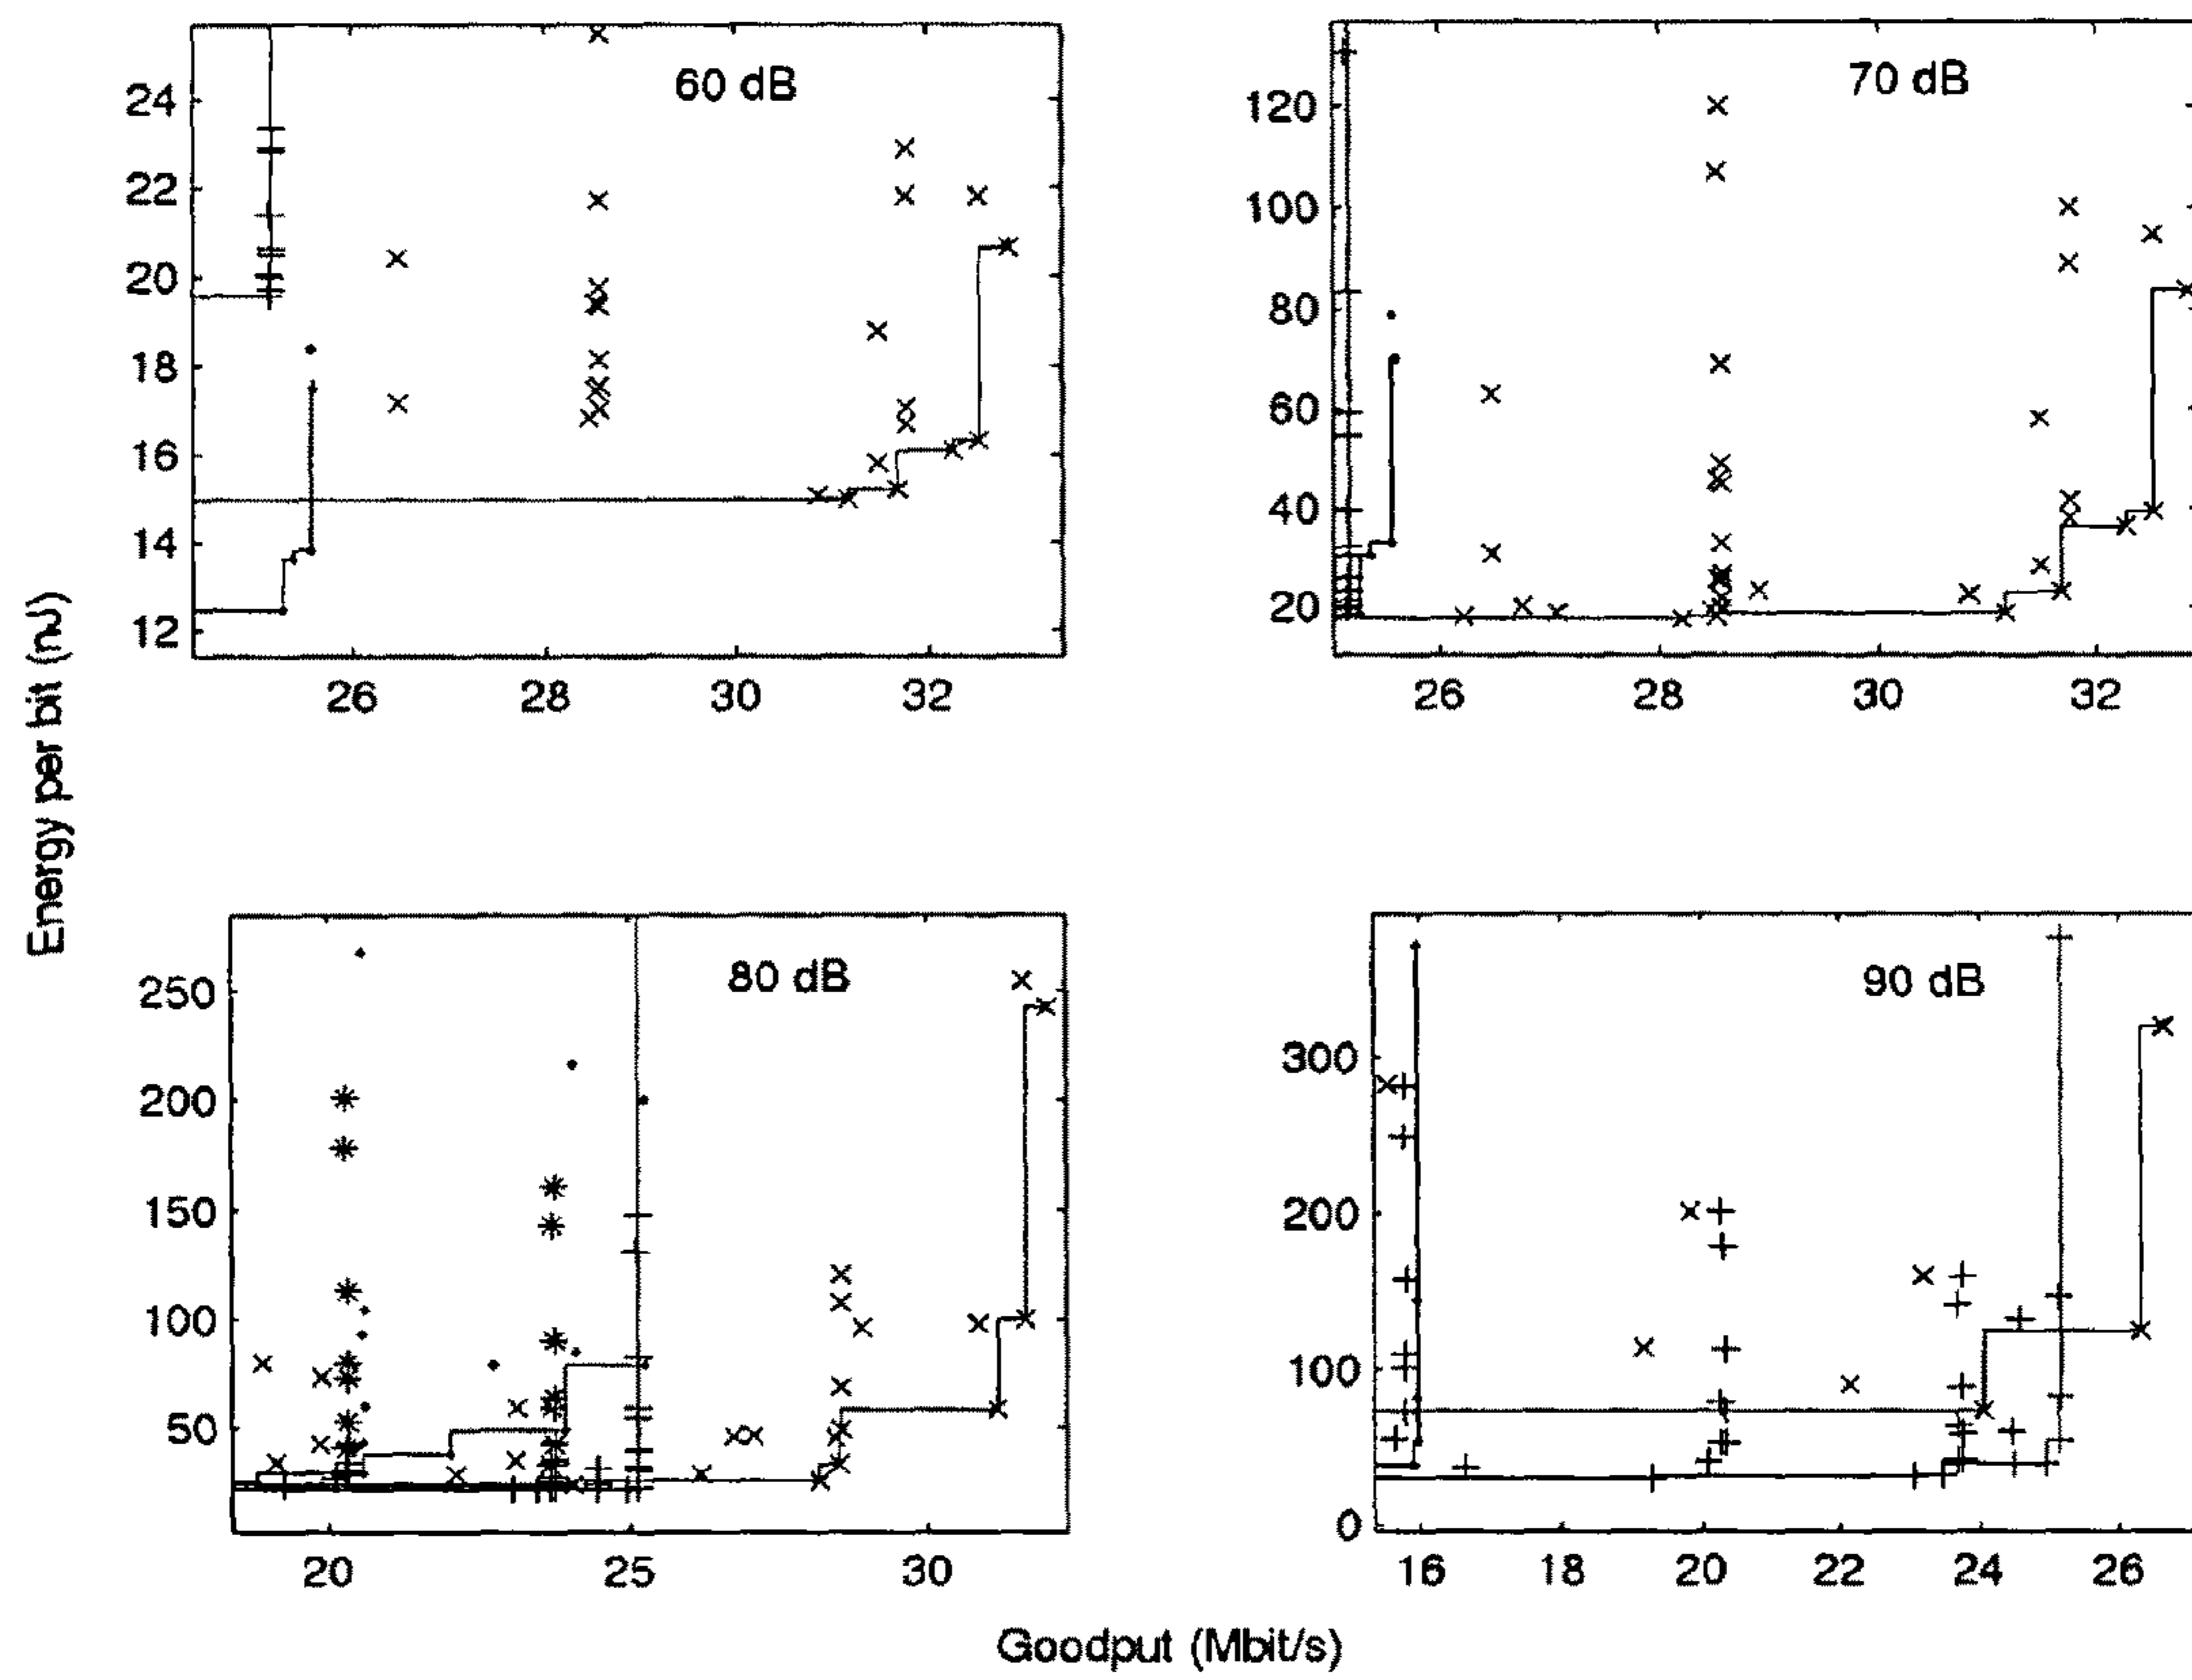 60 dB
24
22
20
18
16
14
12
26 28 30 32
70 dB
120
100
80
60
40
20
26 28 30 32
Energy per bit (nJ)
80 dB
250
200
150
100
50
20 25 30
90 dB
300
200
100
0
16 18 20 22 24 26
Goodput (Mbit/s)